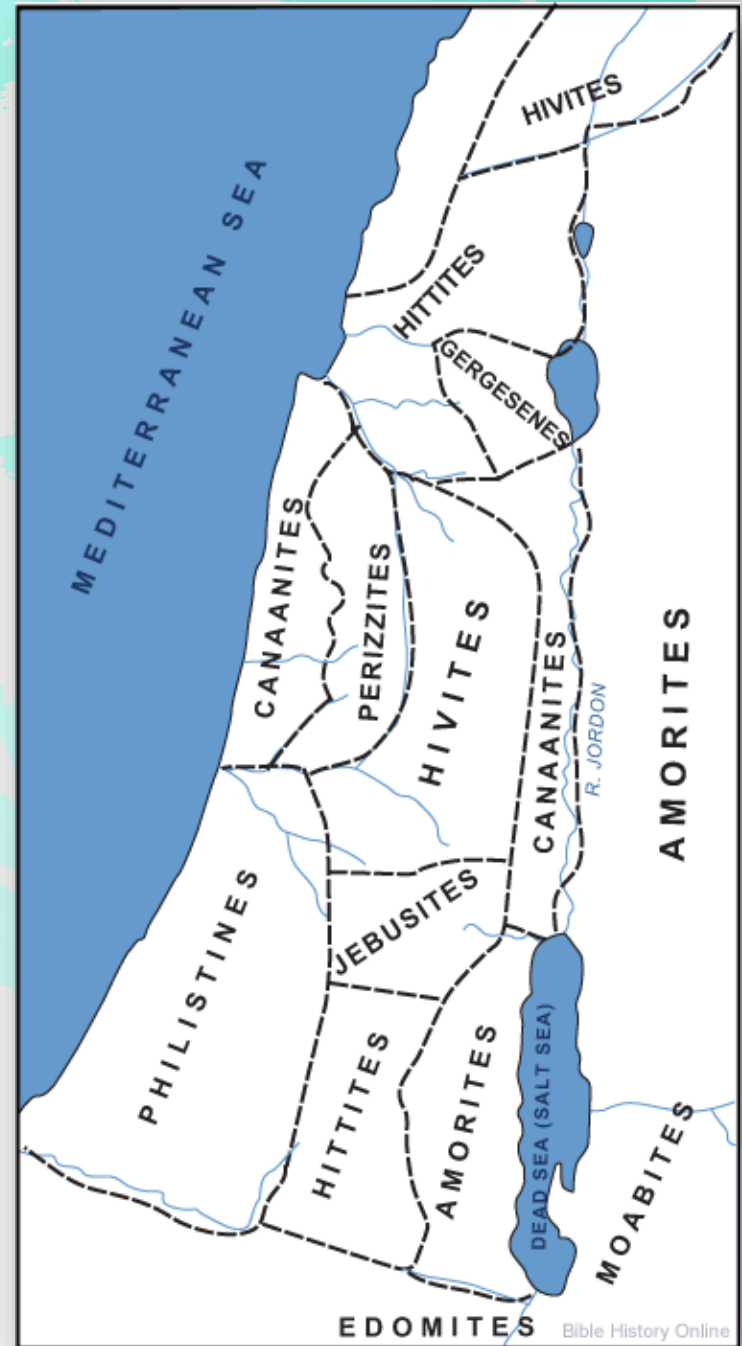 HIVITES
MEDITERRANEAN SEA
HITTITES
GERGESENES
CANAANITES
PERIZZITES
HIVITES
CANAANITES
R. JORDON
AMORITES
PHILISTINES
JEBUSITES
HITTITES
AMORITES
DEAD SEA (SALT SEA)
MOABITES
EDOMITES
Bible History Online